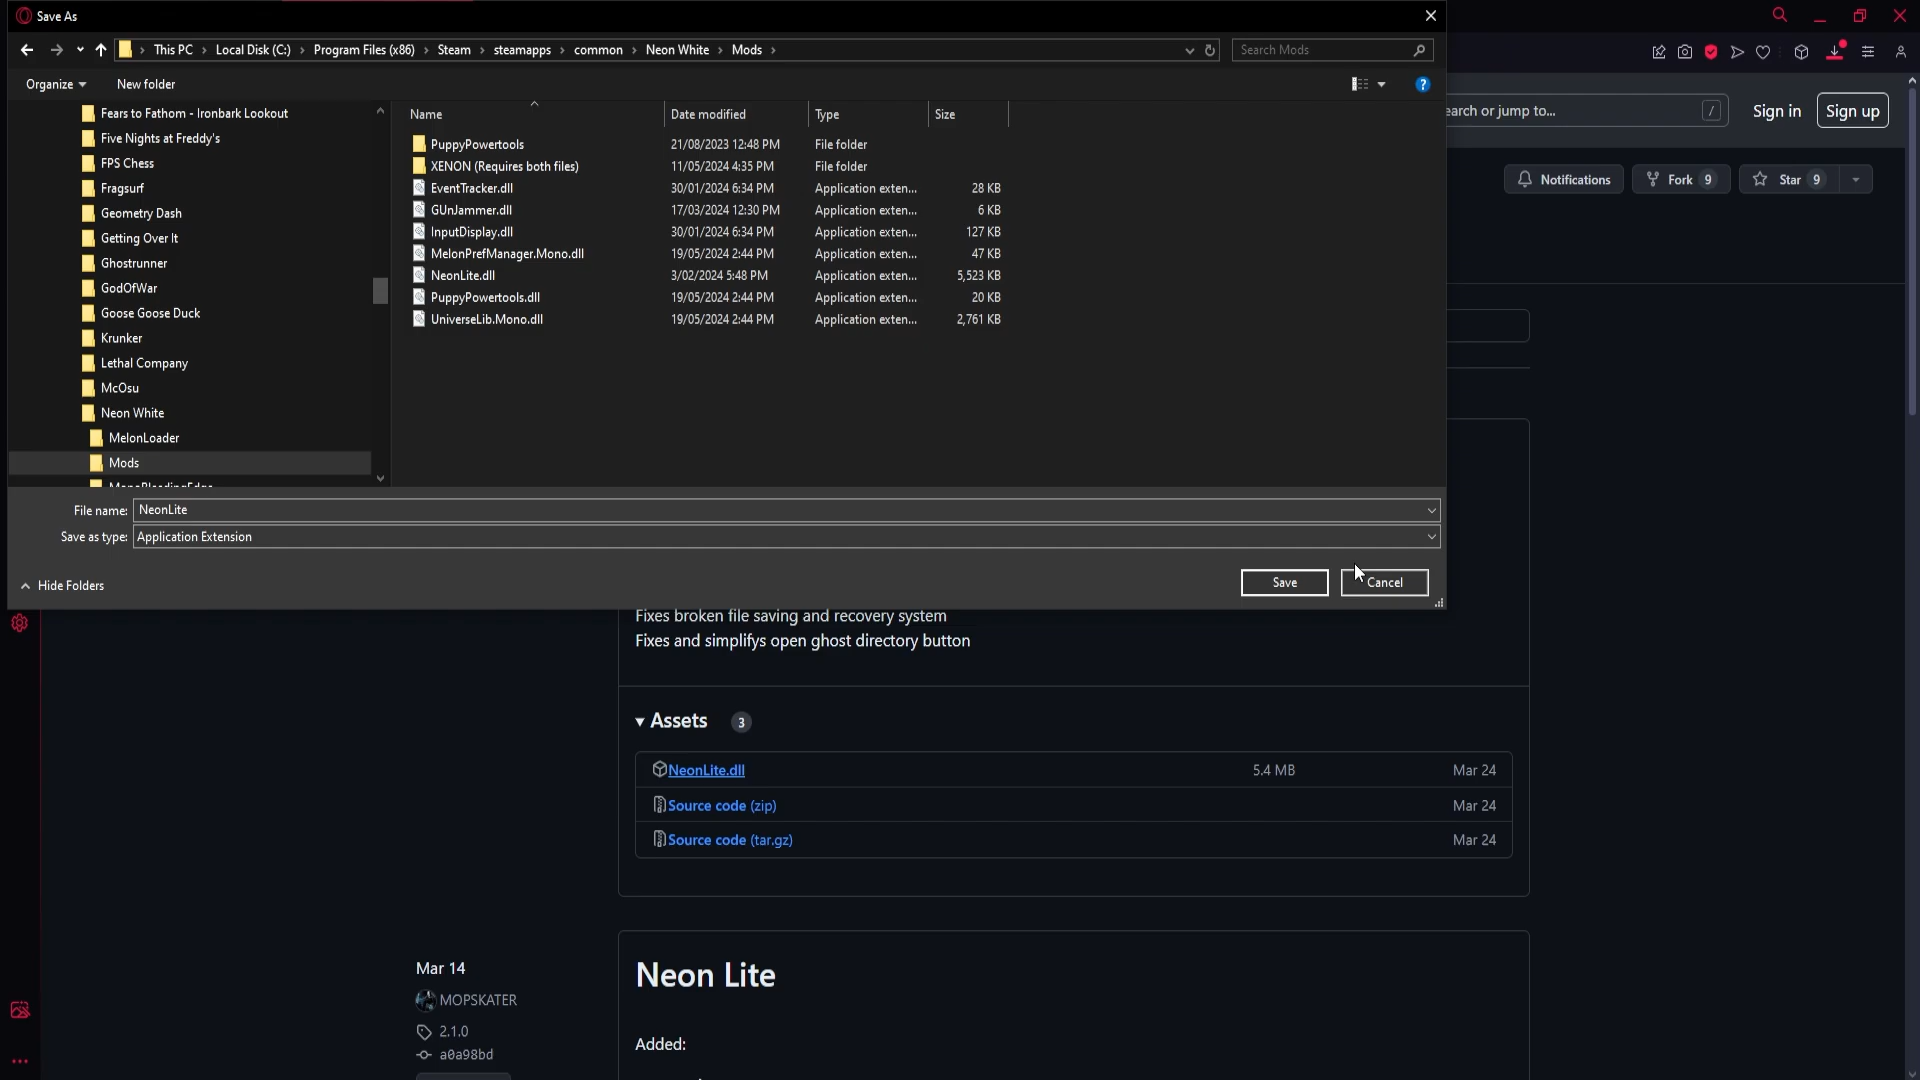 Save As
This PC > Local Disk (C:) > Program Files (x86) > Steam > steamapps > common > Neon White > Mods >
Search Mods
Organize
New folder
Fears to Fathom - Ironbark Lookout
Five Nights at Freddy's
FPS Chess
Fragsurf
Geometry Dash
Getting Over It
Ghostrunner
GodOfWar
Goose Goose Duck
Krunker
Lethal Company
McOsu
Neon White
MelonLoader
Mods
MonoBleedingEdge
Name Date modified Type Size
PuppyPowertools 21/08/2023 12:48 PM File folder
XENON (Requires both files) 11/05/2024 4:35 PM File folder
EventTracker.dll 30/01/2024 6:34 PM Application exten... 28 KB
GUnJammer.dll 17/03/2024 12:30 PM Application exten... 6 KB
InputDisplay.dll 30/01/2024 6:34 PM Application exten... 127 KB
MelonPrefManager.Mono.dll 19/05/2024 2:44 PM Application exten... 47 KB
NeonLite.dll 3/02/2024 5:48 PM Application exten... 5,523 KB
PuppyPowertools.dll 19/05/2024 2:44 PM Application exten... 20 KB
UniverseLib.Mono.dll 19/05/2024 2:44 PM Application exten... 2,761 KB
File name: NeonLite
Save as type: Application Extension
Hide Folders
Save
Cancel
earch or jump to... /
Sign in
Sign up
Notifications
Fork 9
Star 9
Fixes broken file saving and recovery system
Fixes and simplifys open ghost directory button
Assets 3
NeonLite.dll 5.4 MB Mar 24
Source code (zip) Mar 24
Source code (tar.gz) Mar 24
Mar 14
MOPSKATER
2.1.0
a0a98bd
Neon Lite
Added: